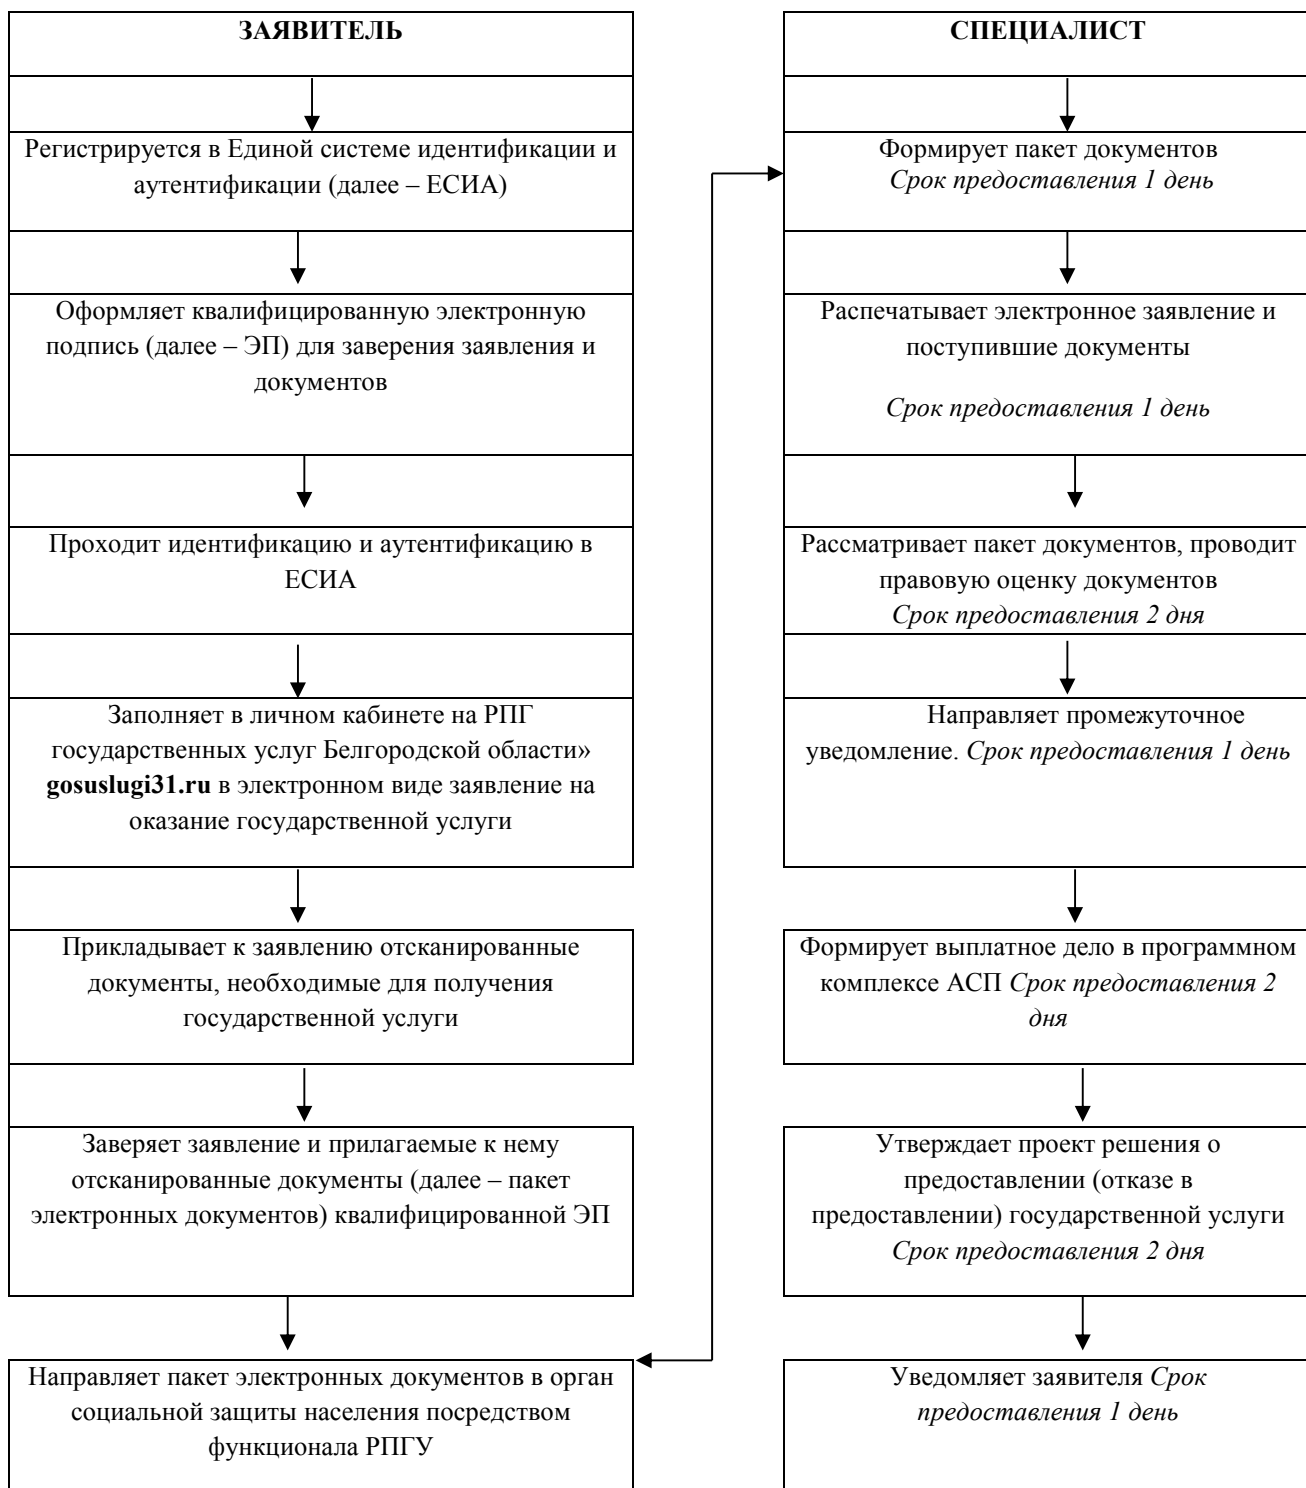 ЗАЯВИТЕЛЬ
Регистрируется в Единой системе идентификации и
аутентификации (далее – ЕСИА)
Оформляет квалифицированную электронную
подпись (далее – ЭП) для заверения заявления и
документов
Проходит идентификацию и аутентификацию в
ЕСИА
Заполняет в личном кабинете на РПГ
государственных услуг Белгородской области»
gosuslugi31.ru в электронном виде заявление на
оказание государственной услуги
Прикладывает к заявлению отсканированные
документы, необходимые для получения
государственной услуги
Заверяет заявление и прилагаемые к нему
отсканированные документы (далее – пакет
электронных документов) квалифицированной ЭП
Направляет пакет электронных документов в орган
социальной защиты населения посредством
функционала РПГУ
СПЕЦИАЛИСТ
Формирует пакет документов
Срок предоставления 1 день
Распечатывает электронное заявление и
поступившие документы
Срок предоставления 1 день
Рассматривает пакет документов, проводит
правовую оценку документов
Срок предоставления 2 дня
Направляет промежуточное
уведомление. Срок предоставления 1 день
Формирует выплатное дело в программном
комплексе АСП Срок предоставления 2
дня
Утверждает проект решения о
предоставлении (отказе в
предоставлении) государственной услуги
Срок предоставления 2 дня
Уведомляет заявителя Срок
предоставления 1 день